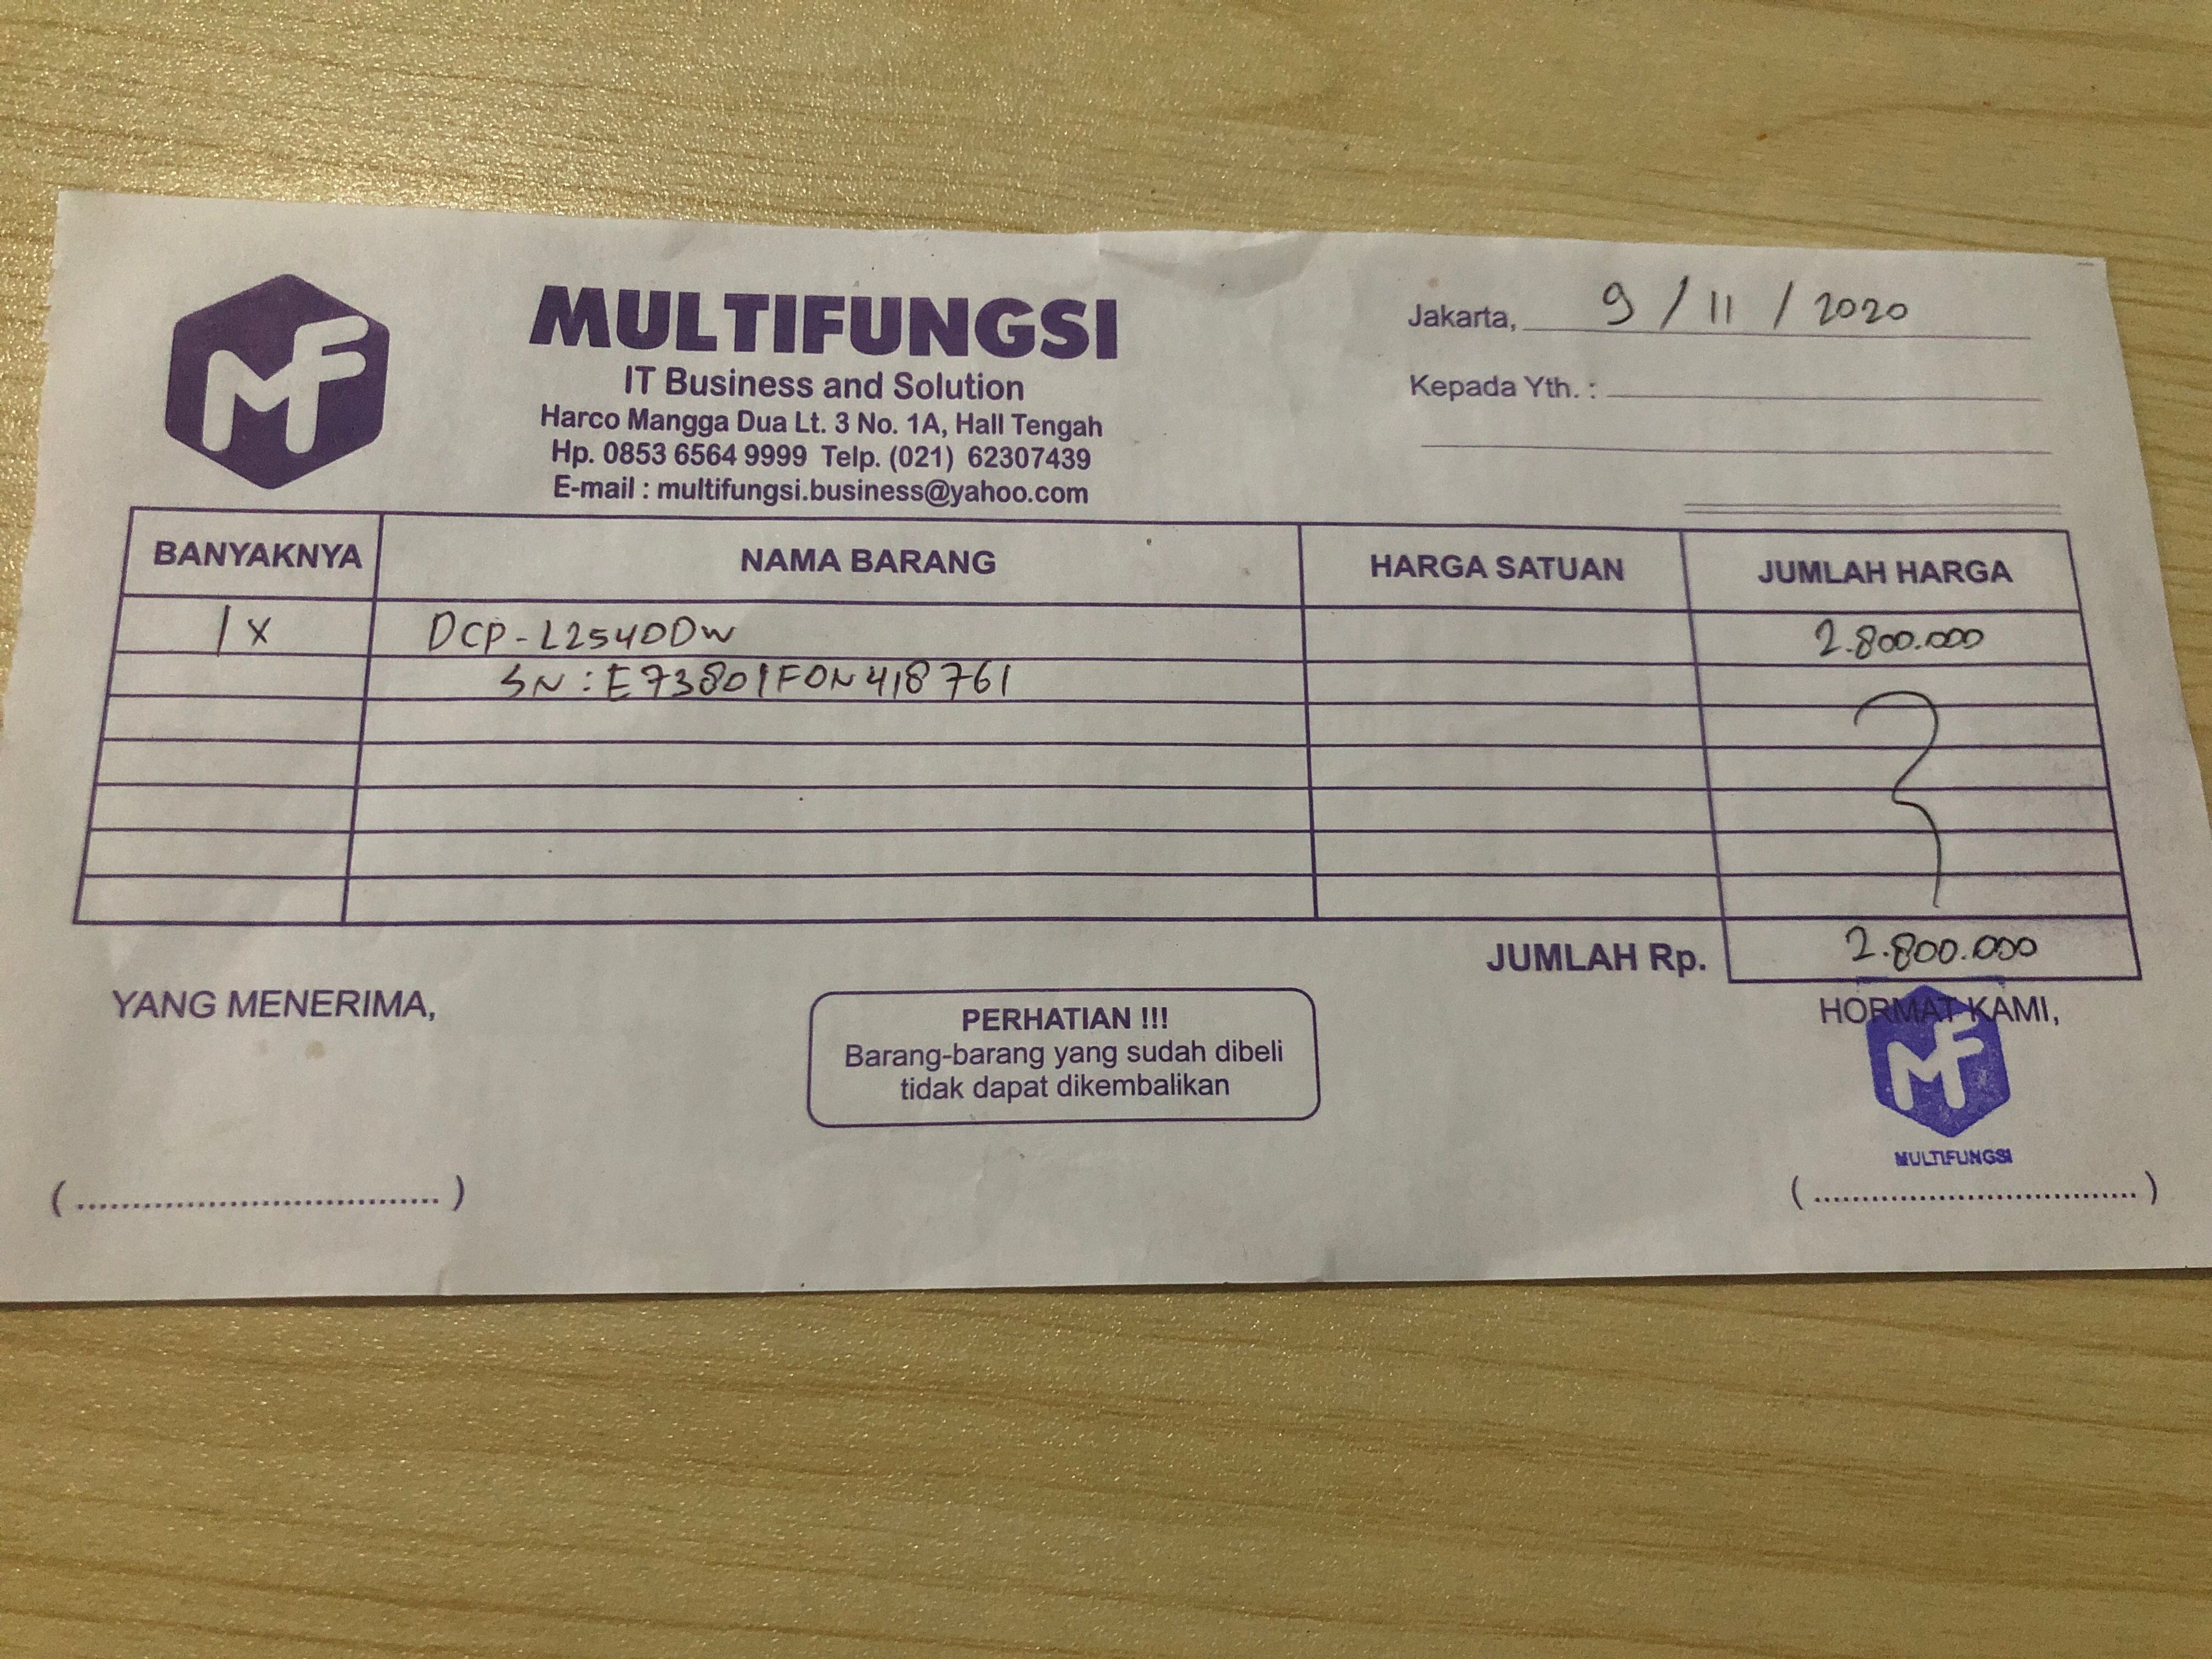 MF
MULTIFUNGSI
IT Business and Solution
Harco Mangga Dua Lt. 3 No. 1A, Hall Tengah
Hp. 0853 6564 9999 Telp. (021) 62307439
E-mail : multifungsi.business@yahoo.com
Jakarta, 9 / 11 / 2020
Kepada Yth. :
BANYAKNYA NAMA BARANG HARGA SATUAN JUMLAH HARGA
1 X DCP-L2540DW 2.800.000
SN : E73801F0N418761
JUMLAH Rp. 2.800.000
YANG MENERIMA,
PERHATIAN !!!
Barang-barang yang sudah dibeli
tidak dapat dikembalikan
HORMAT KAMI,
MF
MULTIFUNGSI
(..................................)
(..................................)